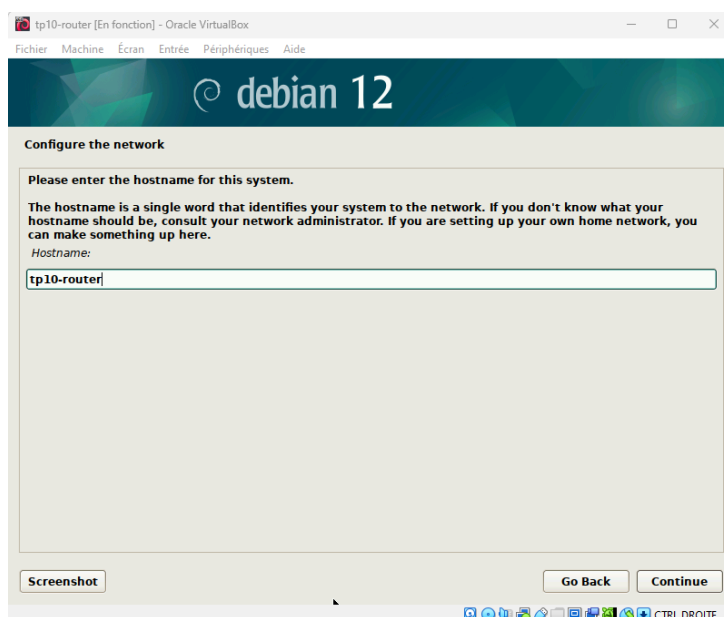 tp10-router [En fonction] - Oracle VirtualBox
Fichier Machine Écran Entrée Périphériques Aide
debian 12
Configure the network
Please enter the hostname for this system.
The hostname is a single word that identifies your system to the network. If you don't know what your
hostname should be, consult your network administrator. If you are setting up your own home network, you
can make something up here.
Hostname:
tp10-router
Screenshot
Go Back
Continue
CTRL DROITE